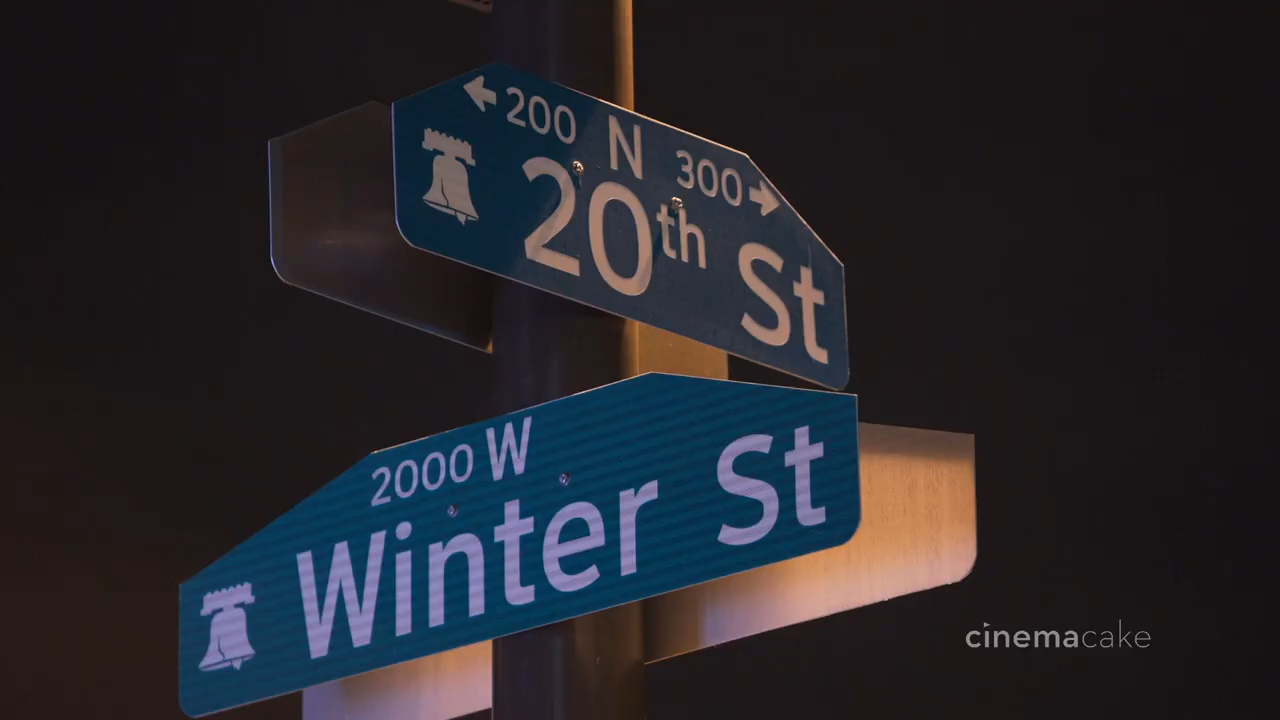 ← 200 N 300 →
20th St
2000 W
Winter St
cinemacake